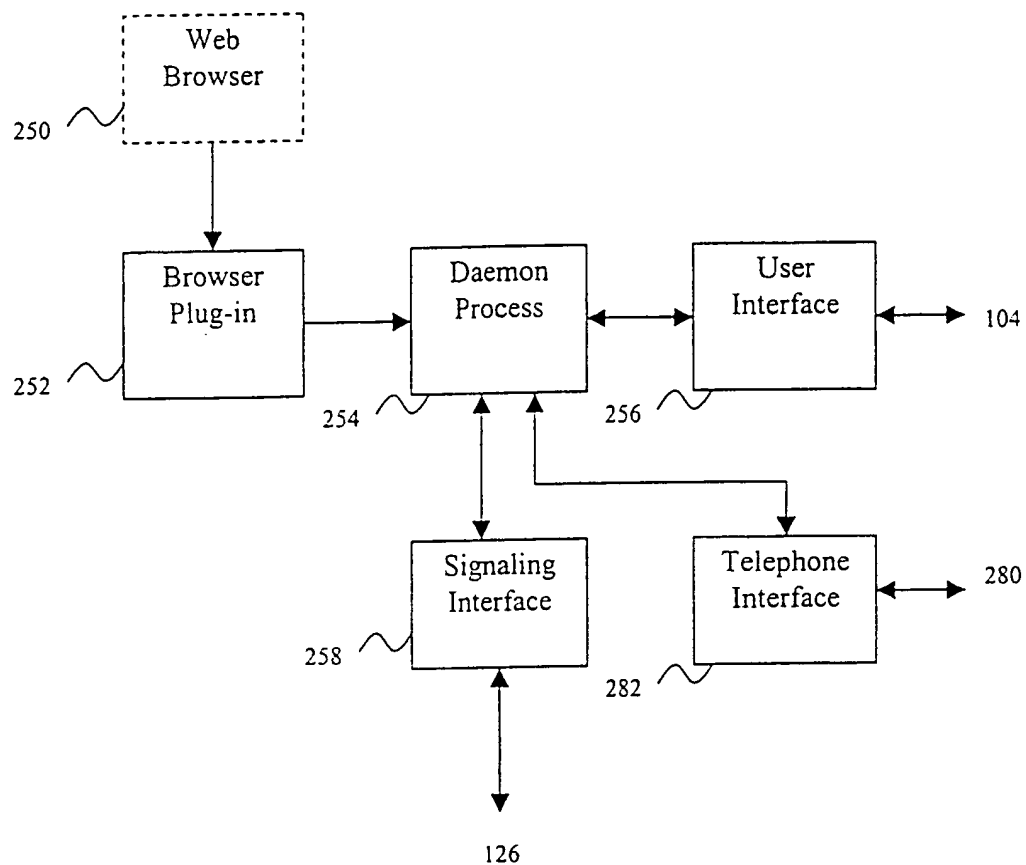 Web
Browser
250
Browser
Plug-in
252
Daemon
Process
254
User
Interface
256
104
Signaling
Interface
258
Telephone
Interface
282
280
126